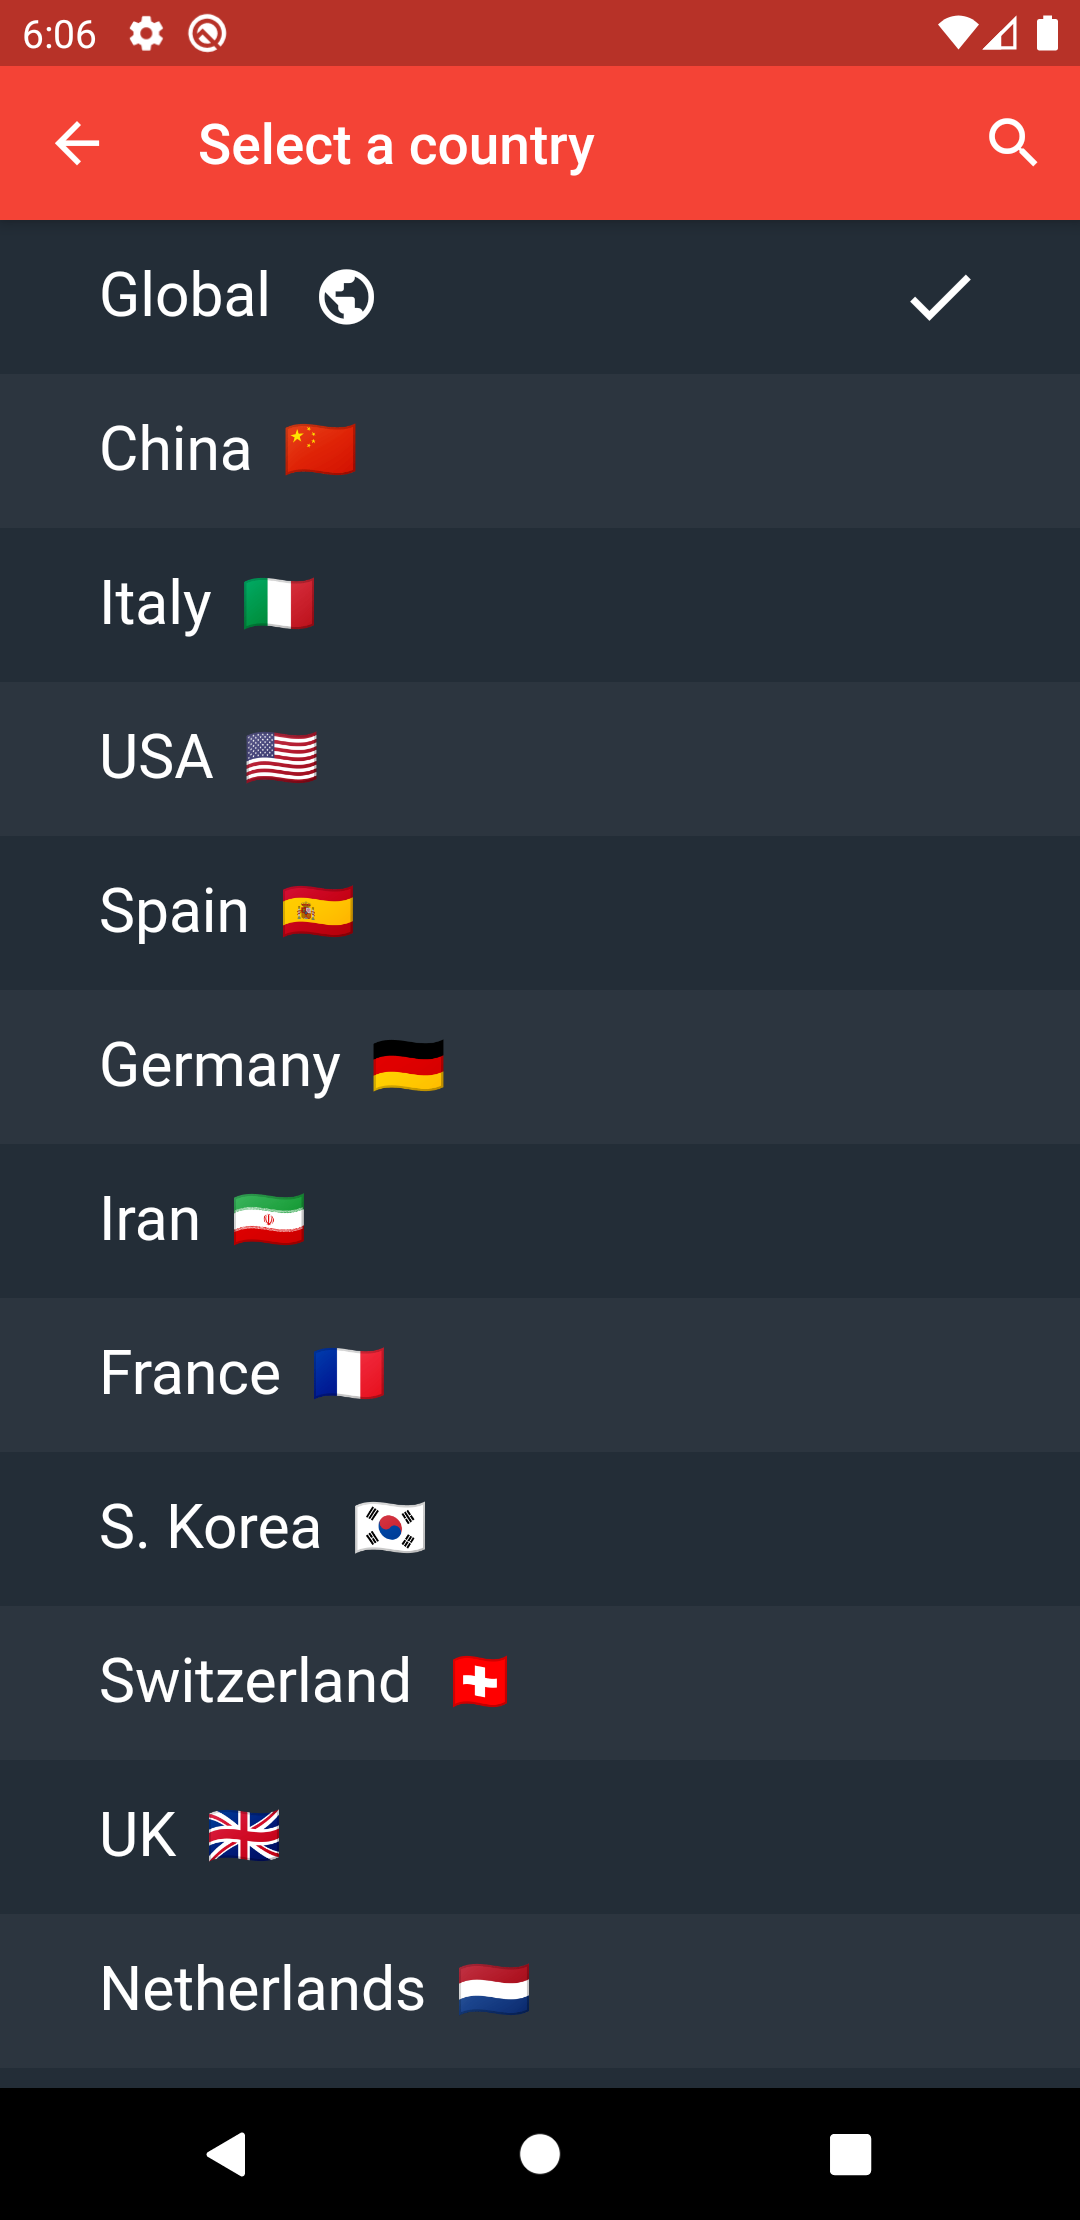 6:06
Select a country
Global
China
Italy
USA
Spain
Germany
Iran
France
S. Korea
Switzerland
UK
Netherlands